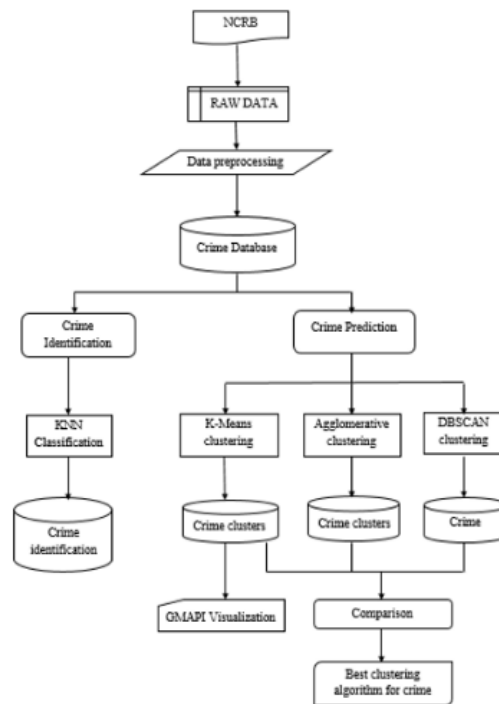 NCRB
RAW DATA
Data preprocessing
Crime Database
Crime
Identification
Crime Prediction
KNN
Classification
K-Means
clustering
Agglomerative
clustering
DBSCAN
clustering
Crime
identification
Crime clusters
Crime clusters
Crime
GMAPI Visualization
Comparison
Best clustering
algorithm for crime